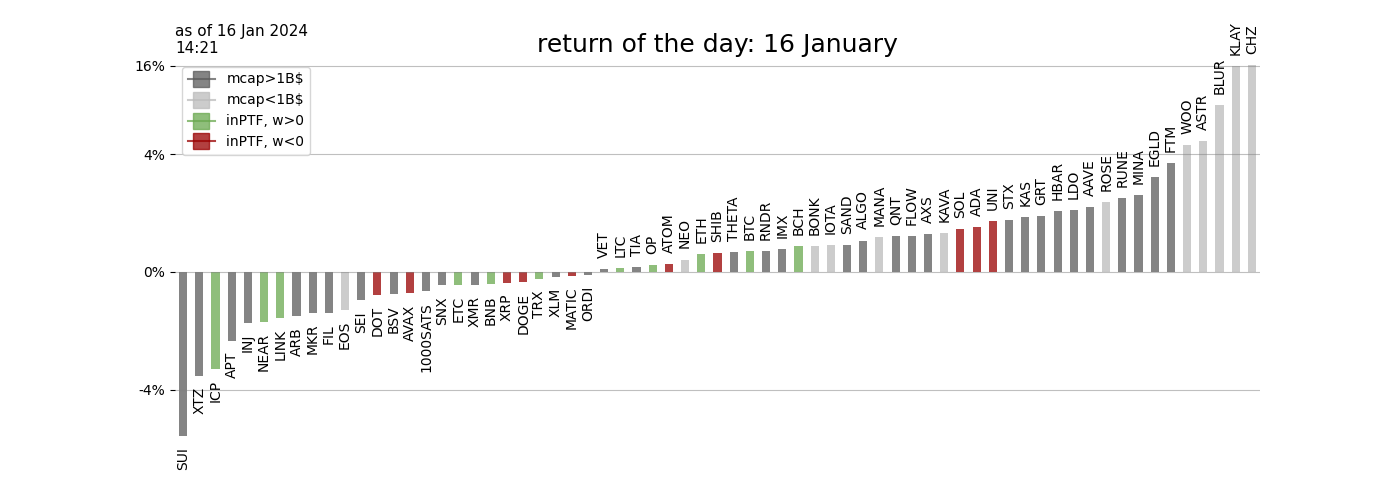 as of 16 Jan 2024
14:21
return of the day: 16 January
16%
4%
0%
-4%
mcap>1B$
mcap<1B$
inPTF, w>0
inPTF, w<0
SUI
XTZ
ICP
APT
INJ
NEAR
LINK
ARB
MKR
FIL
EOS
SEI
DOT
BSV
AVAX
1000SATS
SNX
ETC
XMR
BNB
XRP
DOGE
TRX
XLM
MATIC
ORDI
VET
LTC
TIA
OP
ATOM
NEO
ETH
SHIB
THETA
BTC
RNDR
IMX
BCH
BONK
IOTA
SAND
ALGO
MANA
QNT
FLOW
AXS
KAVA
SOL
ADA
UNI
STX
KAS
GRT
HBAR
LDO
AAVE
ROSE
RUNE
MINA
EGLD
FTM
WOO
ASTR
BLUR
KLAY
CHZ